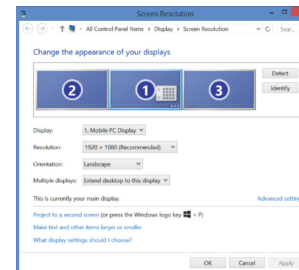 Screen Resolution
All Control Panel Items ▸ Display ▸ Screen Resolution
Sear...
Change the appearance of your displays
2
1
3
Detect
Identify
Display: 1. Mobile PC Display
Resolution: 1920 × 1080 (Recommended)
Orientation: Landscape
Multiple displays: Extend desktop to this display
This is currently your main display.
Advanced settin
Project to a second screen (or press the Windows logo key + P)
Make text and other items larger or smaller
What display settings should I choose?
OK Cancel Apply